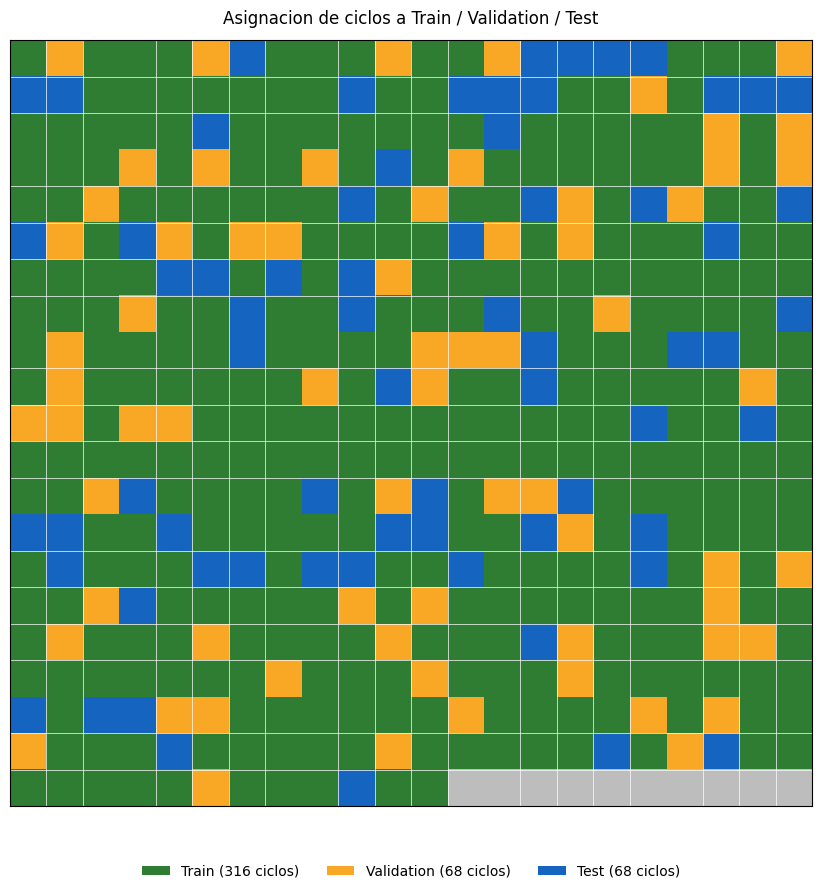 Asignacion de ciclos a Train / Validation / Test
Train (316 ciclos) Validation (68 ciclos) Test (68 ciclos)